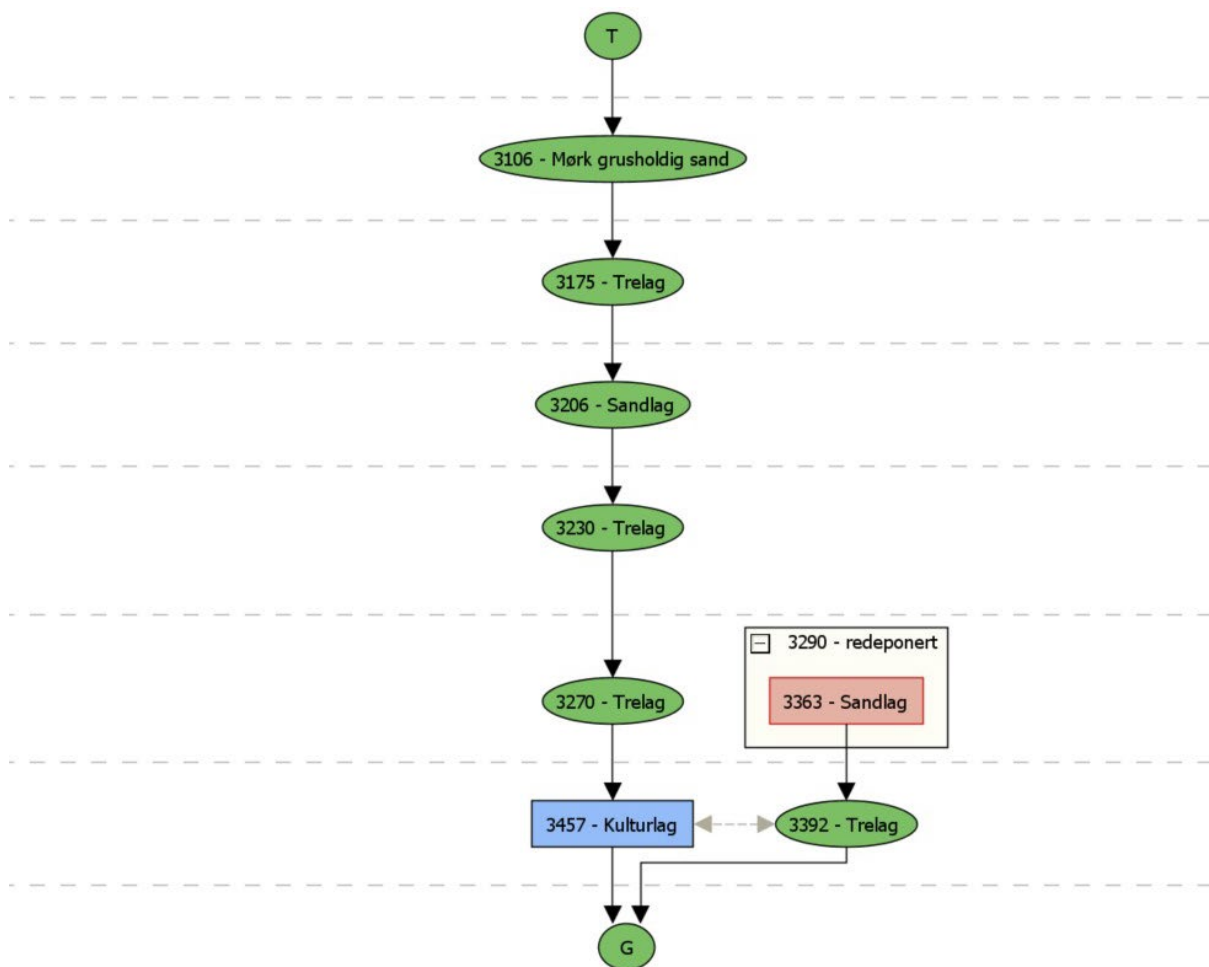 T
3106 - Mørk grusholdig sand
3175 - Trelag
3206 - Sandlag
3230 - Trelag
3290 - redeponert
3270 - Trelag
3363 - Sandlag
3457 - Kulturlag
3392 - Trelag
G